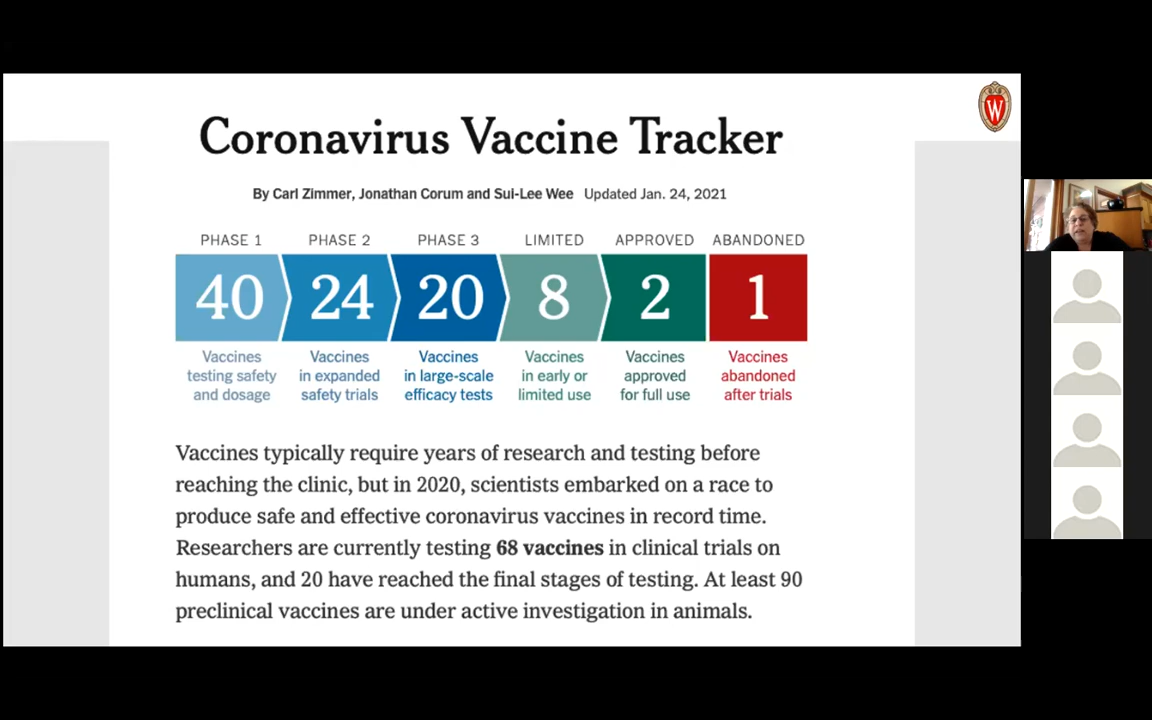 W
Coronavirus Vaccine Tracker
By Carl Zimmer, Jonathan Corum and Sui-Lee Wee Updated Jan. 24, 2021
PHASE 1 PHASE 2 PHASE 3 LIMITED APPROVED ABANDONED
40 24 20 8 2 1
Vaccines Vaccines Vaccines Vaccines Vaccines Vaccines
testing safety in expanded in large-scale in early or approved abandoned
and dosage safety trials efficacy tests limited use for full use after trials
Vaccines typically require years of research and testing before
reaching the clinic, but in 2020, scientists embarked on a race to
produce safe and effective coronavirus vaccines in record time.
Researchers are currently testing 68 vaccines in clinical trials on
humans, and 20 have reached the final stages of testing. At least 90
preclinical vaccines are under active investigation in animals.